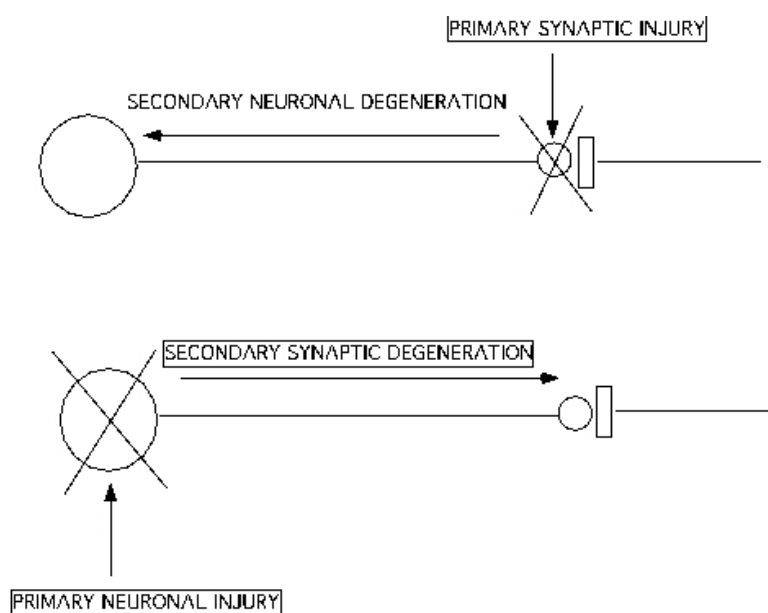 PRIMARY SYNAPTIC INJURY
SECONDARY NEURONAL DEGENERATION
SECONDARY SYNAPTIC DEGENERATION
PRIMARY NEURONAL INJURY